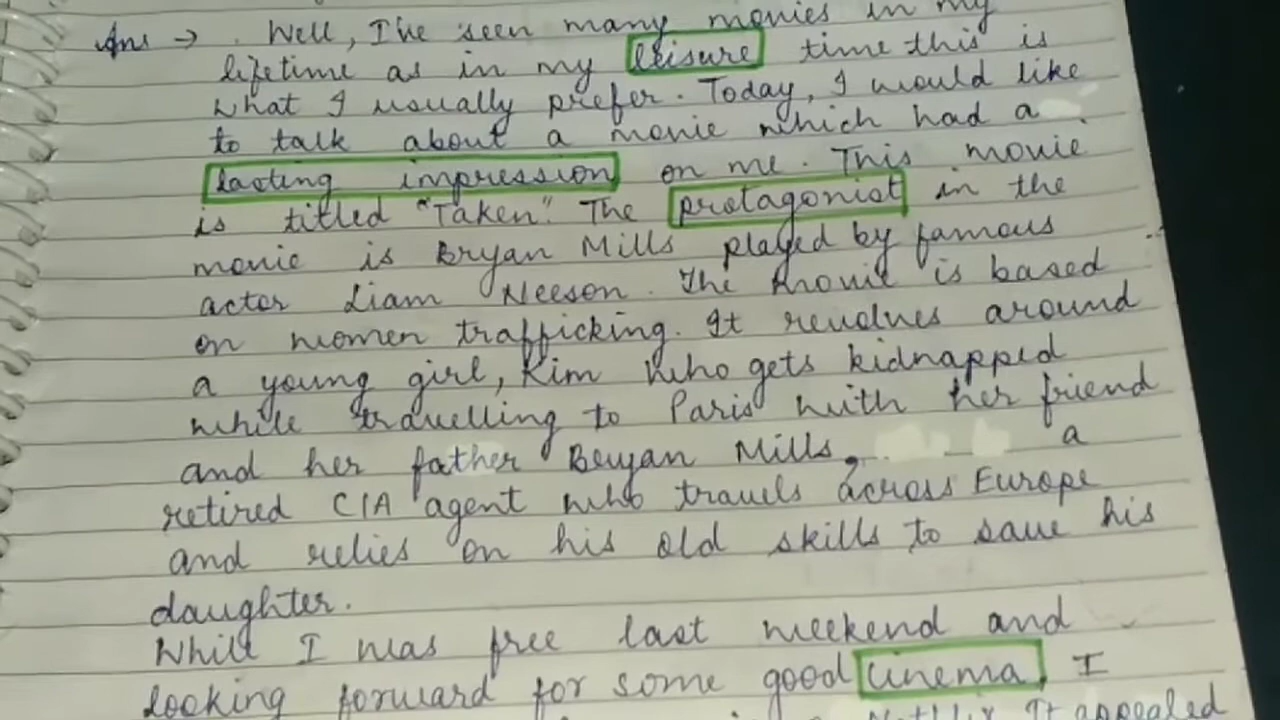 Ans → . Well, I've seen many movies in my
lifetime as in my leisure time this is
what I usually prefer. Today, I would like
to talk about a movie which had a
lasting impression on me. This movie
is titled "Taken". The protagonist in the
movie is Bryan Mills played by famous
actor Liam Neeson. The movie is based
on women trafficking. It revolves around
a young girl, Kim who gets kidnapped
while travelling to Paris with her friend
and her father Bryan Mills, a
retired CIA agent who travels across Europe
and relies on his old skills to save his
daughter.
While I was free last weekend and
looking forward for some good cinema I
Netflix. It appealed